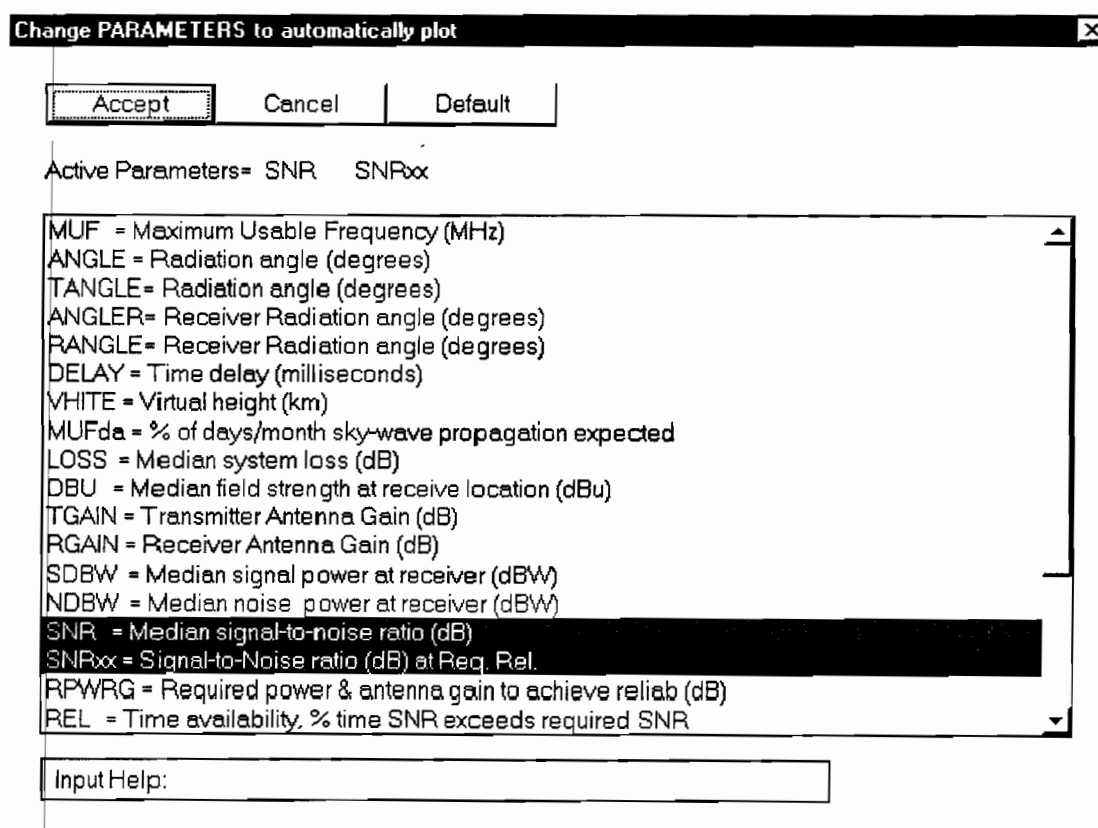 Change PARAMETERS to automatically plot
Accept Cancel Default
Active Parameters= SNR SNRxx
MUF = Maximum Usable Frequency (MHz)
ANGLE = Radiation angle (degrees)
TANGLE= Radiation angle (degrees)
ANGLER= Receiver Radiation angle (degrees)
RANGLE= Receiver Radiation angle (degrees)
DELAY = Time delay (milliseconds)
VHITE = Virtual height (km)
MUFda = % of days/month sky-wave propagation expected
LOSS = Median system loss (dB)
DBU = Median field strength at receive location (dBu)
TGAIN = Transmitter Antenna Gain (dB)
RGAIN = Receiver Antenna Gain (dB)
SDBW = Median signal power at receiver (dBW)
NDBW = Median noise power at receiver (dBW)
SNR = Median signal-to-noise ratio (dB)
SNRxx = Signal-to-Noise ratio (dB) at Req. Rel.
RPWRG = Required power & antenna gain to achieve reliab (dB)
REL = Time availability, % time SNR exceeds required SNR
Input Help: